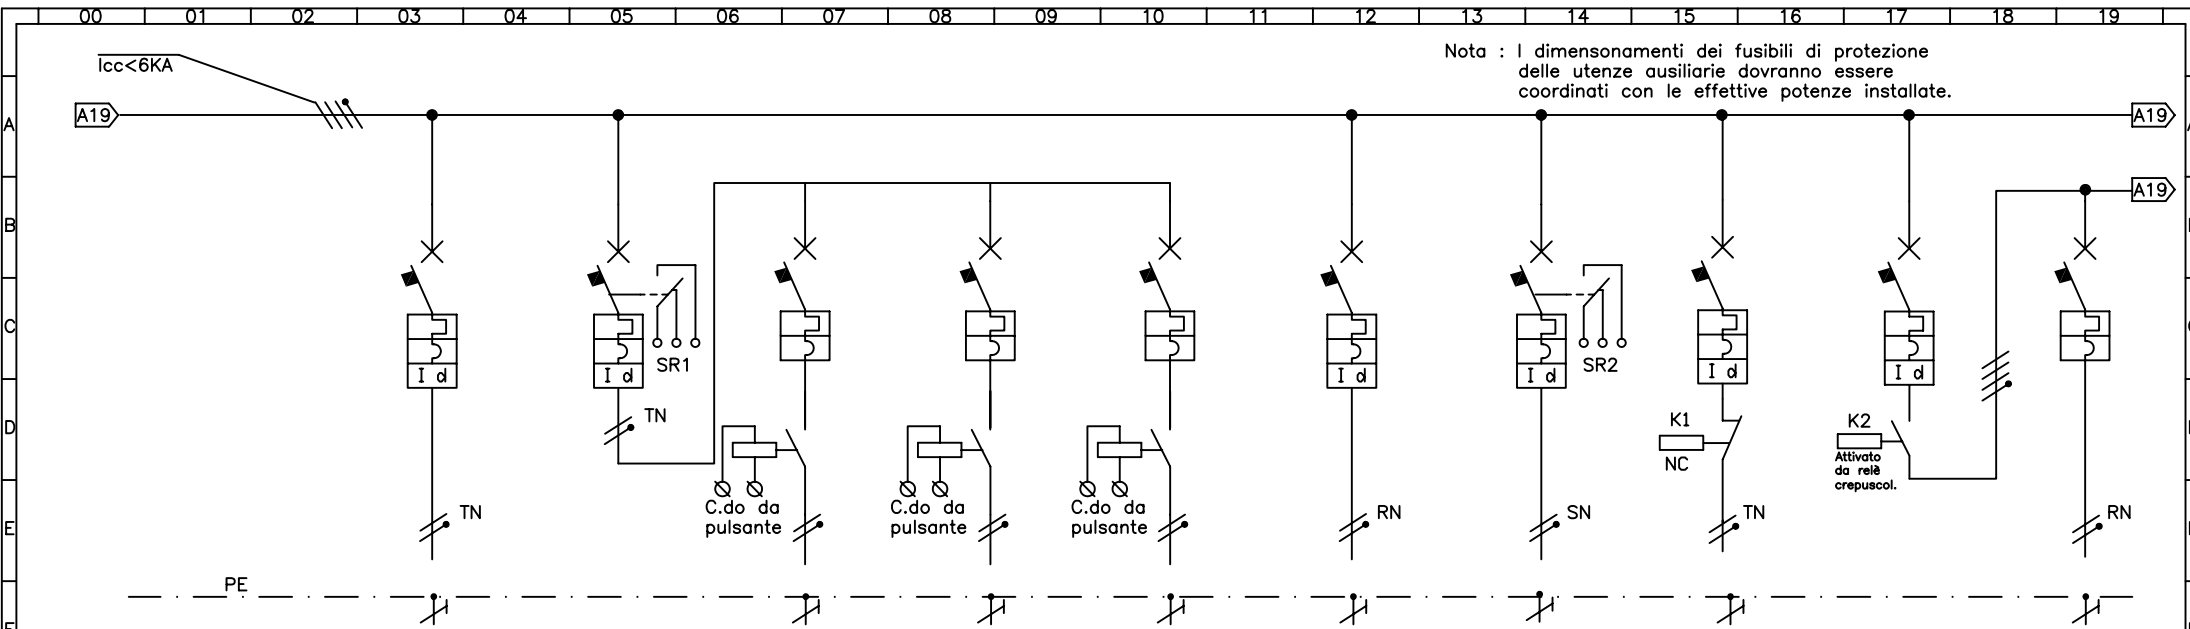 00 01 02 03 04 05 06 07 08 09 10 11 12 13 14 15 16 17 18 19
Icc<6KA
Nota : I dimensonamenti dei fusibili di protezione
delle utenze ausiliarie dovranno essere
coordinati con le effettive potenze installate.
A
A19
A19
B
A19
C
I d
I d
SR1
I d
I d
SR2
I d
I d
D
TN
K1
NC
K2
Attivato
da relè
crepuscol.
E
TN
C.do da
pulsante
C.do da
pulsante
C.do da
pulsante
RN
SN
TN
RN
PE